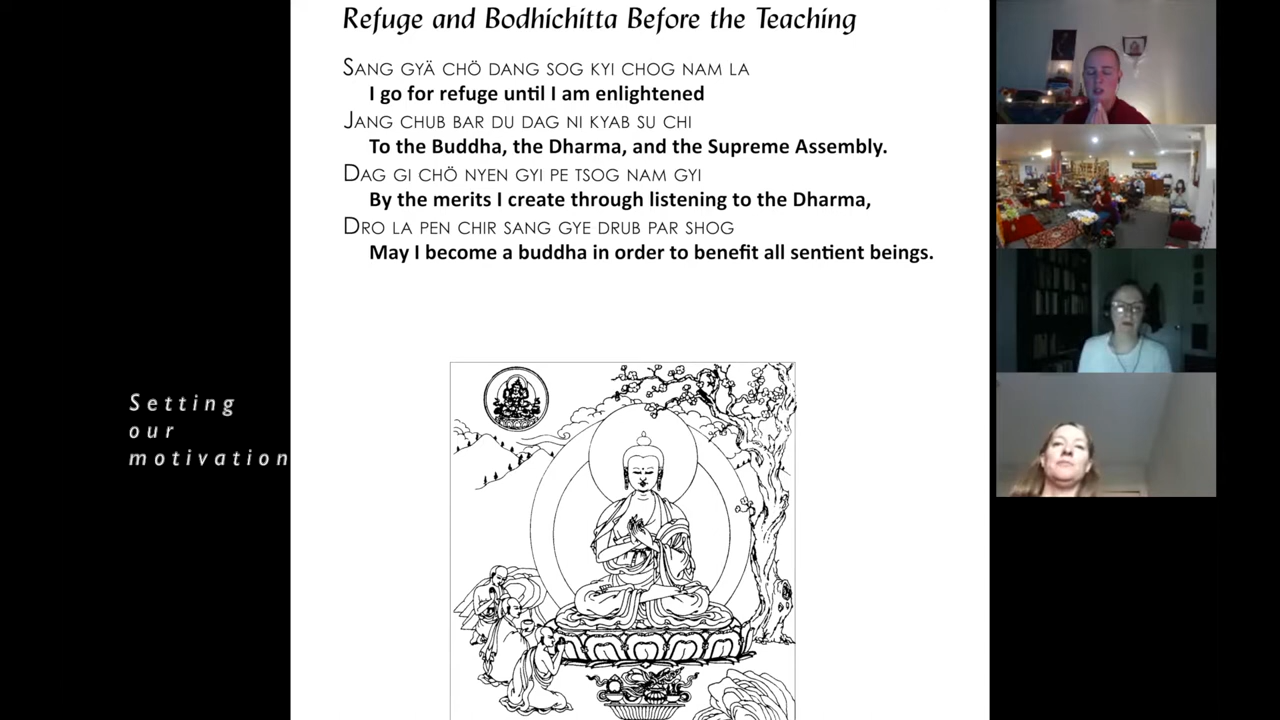 Refuge and Bodhichitta Before the Teaching
SANG GYÄ CHÖ DANG SOG KYI CHOG NAM LA
I go for refuge until I am enlightened
JANG CHUB BAR DU DAG NI KYAB SU CHI
To the Buddha, the Dharma, and the Supreme Assembly.
DAG GI CHÖ NYEN GYI PE TSOG NAM GYI
By the merits I create through listening to the Dharma,
DRO LA PEN CHIR SANG GYE DRUB PAR SHOG
May I become a buddha in order to benefit all sentient beings.
Setting
our
motivation